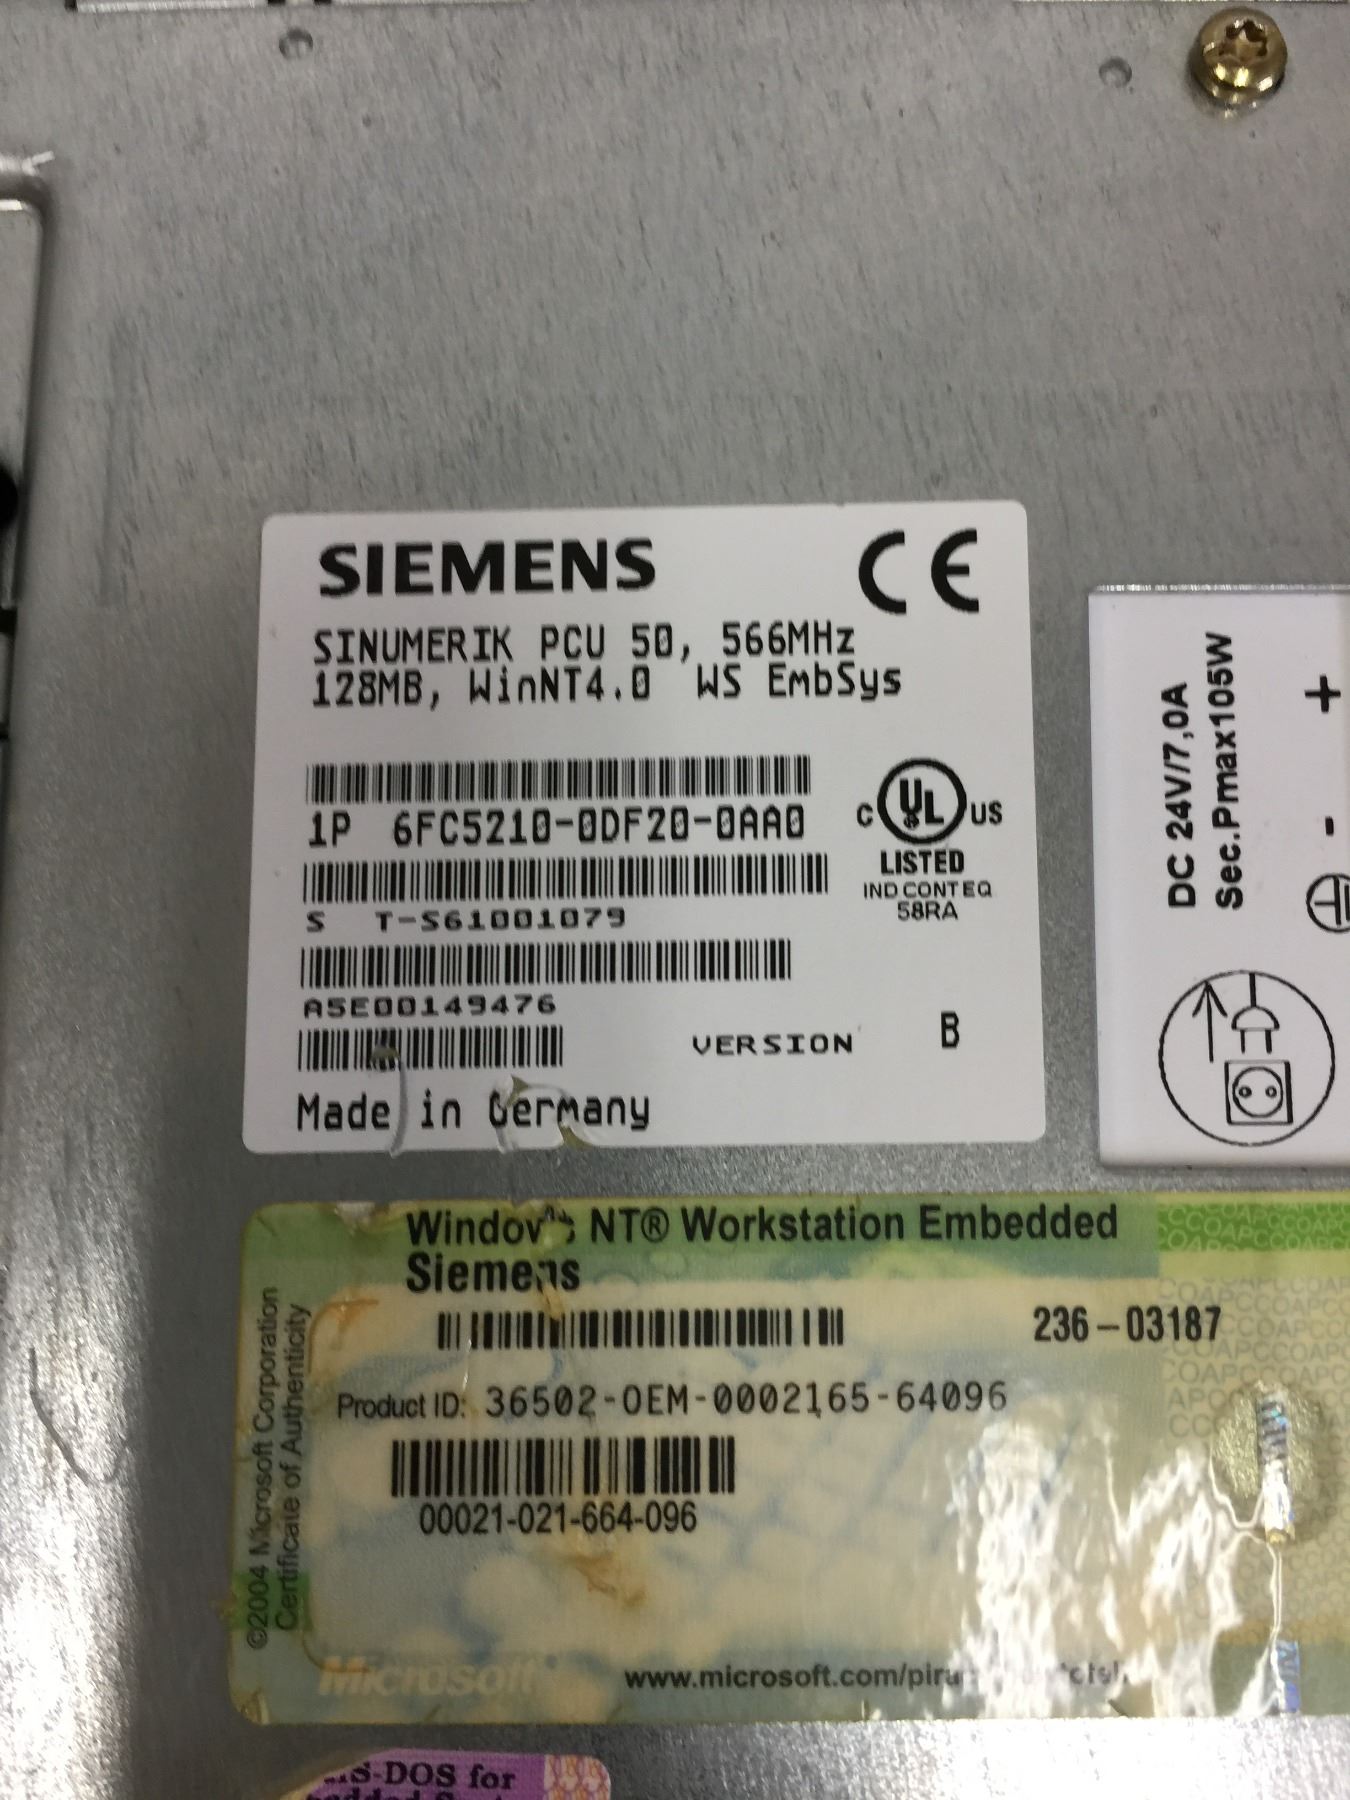 SIEMENS
CE
SINUMERIK PCU 50, 566MHz
128MB, WinNT4.0 WS EmbSys
1P 6FC5210-0DF20-0AA0
C UL US
LISTED
IND CONT EQ
58RA
S T-S61001079
A5E00149476
VERSION B
Made in Germany
DC 24V/7,0A
Sec.Pmax105W
+
-
NT® Workstation Embedded
Siemens
236-03187
Product ID: 36502-OEM-0002165-64096
00021-021-664-096
©2004 Microsoft Corporation
Certificate of Authenticity
Microsoft
for